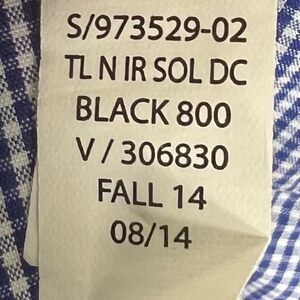 S/973529-02
TL N IR SOL DC
BLACK 800
V / 306830
FALL 14
08/14